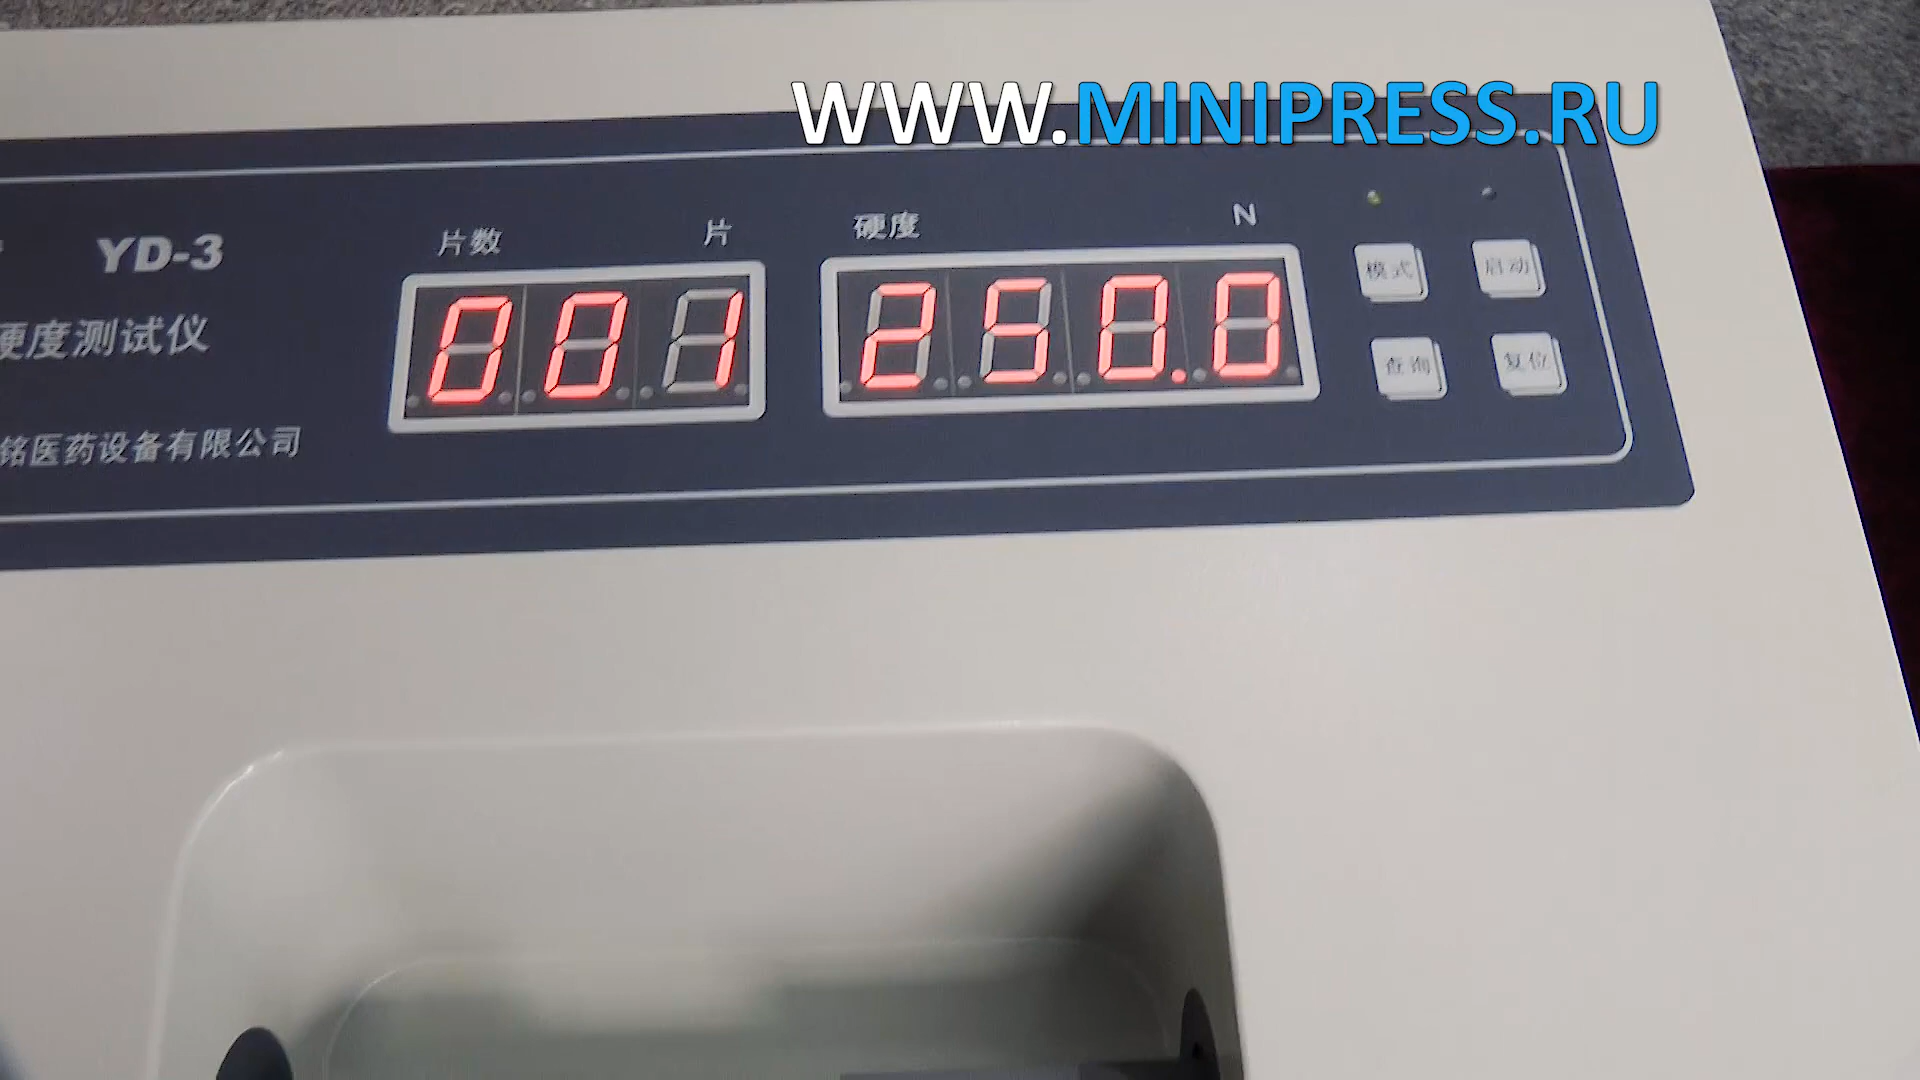 WWW.MINIPRESS.RU
YD-3
硬度测试仪
铭医药设备有限公司
片数 片
001
硬度 N
250.0
模式 启动
查询 复位